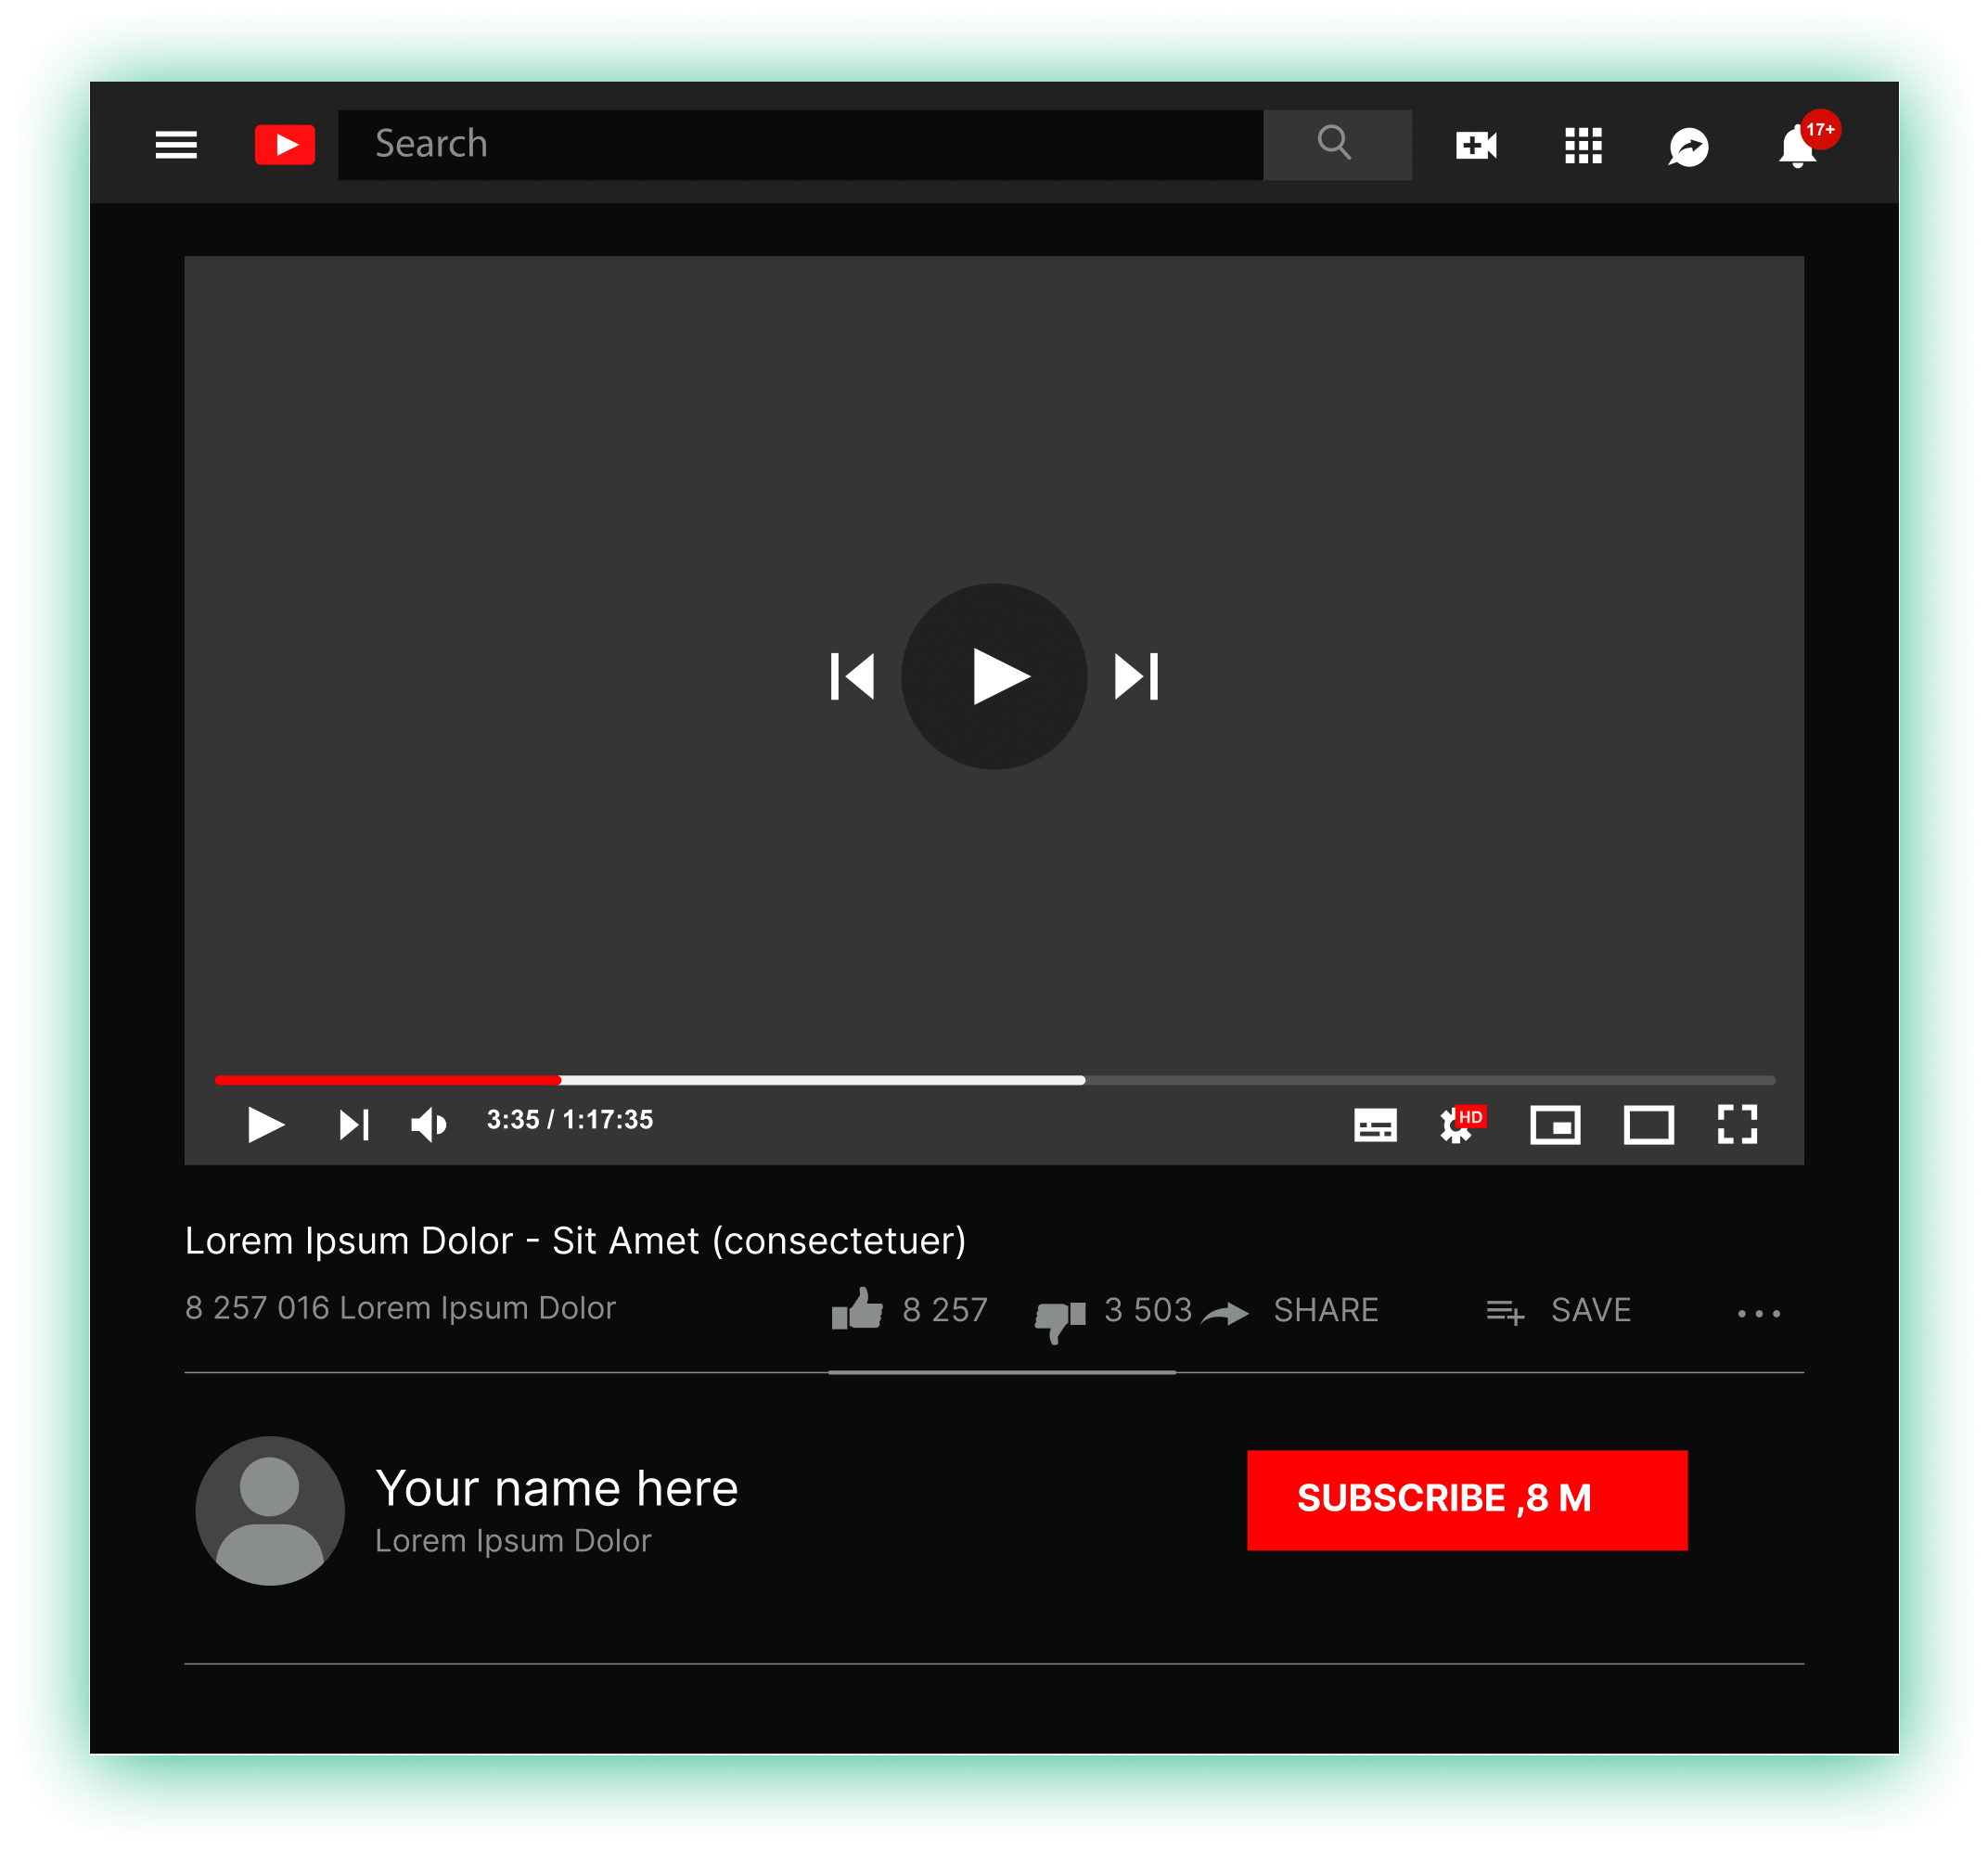 Search
17+
3:35 / 1:17:35
HD
Lorem Ipsum Dolor - Sit Amet (consectetuer)
8 257 016 Lorem Ipsum Dolor 8 257 3 503 SHARE SAVE
Your name here
Lorem Ipsum Dolor
SUBSCRIBE ,8 M